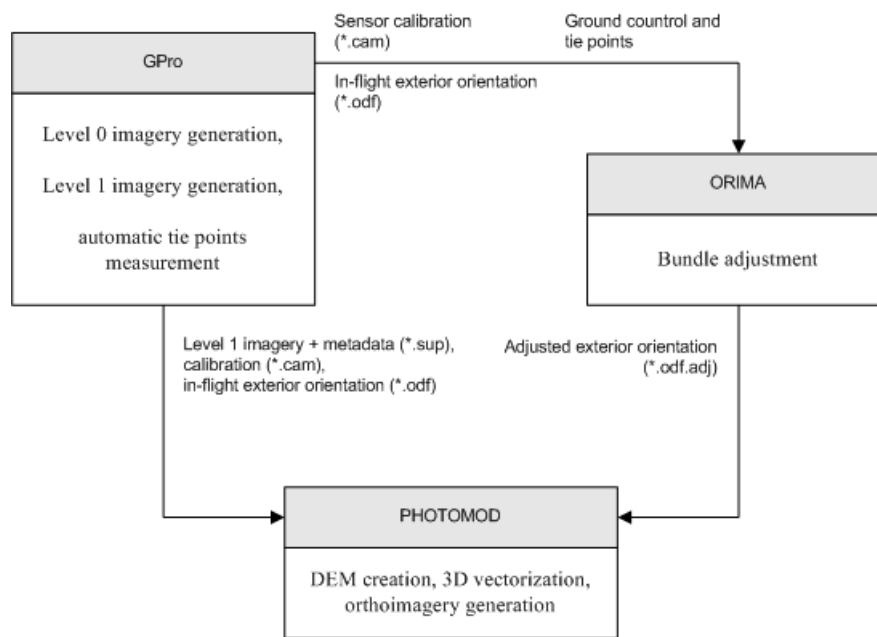 Sensor calibration
(*.cam)
Ground countrol and
tie points
GPro
In-flight exterior orientation
(*.odf)
Level 0 imagery generation,
Level 1 imagery generation,
automatic tie points
measurement
ORIMA
Bundle adjustment
Level 1 imagery + metadata (*.sup),
calibration (*.cam),
in-flight exterior orientation (*.odf)
Adjusted exterior orientation
(*.odf.adj)
PHOTOMOD
DEM creation, 3D vectorization,
orthoimagery generation